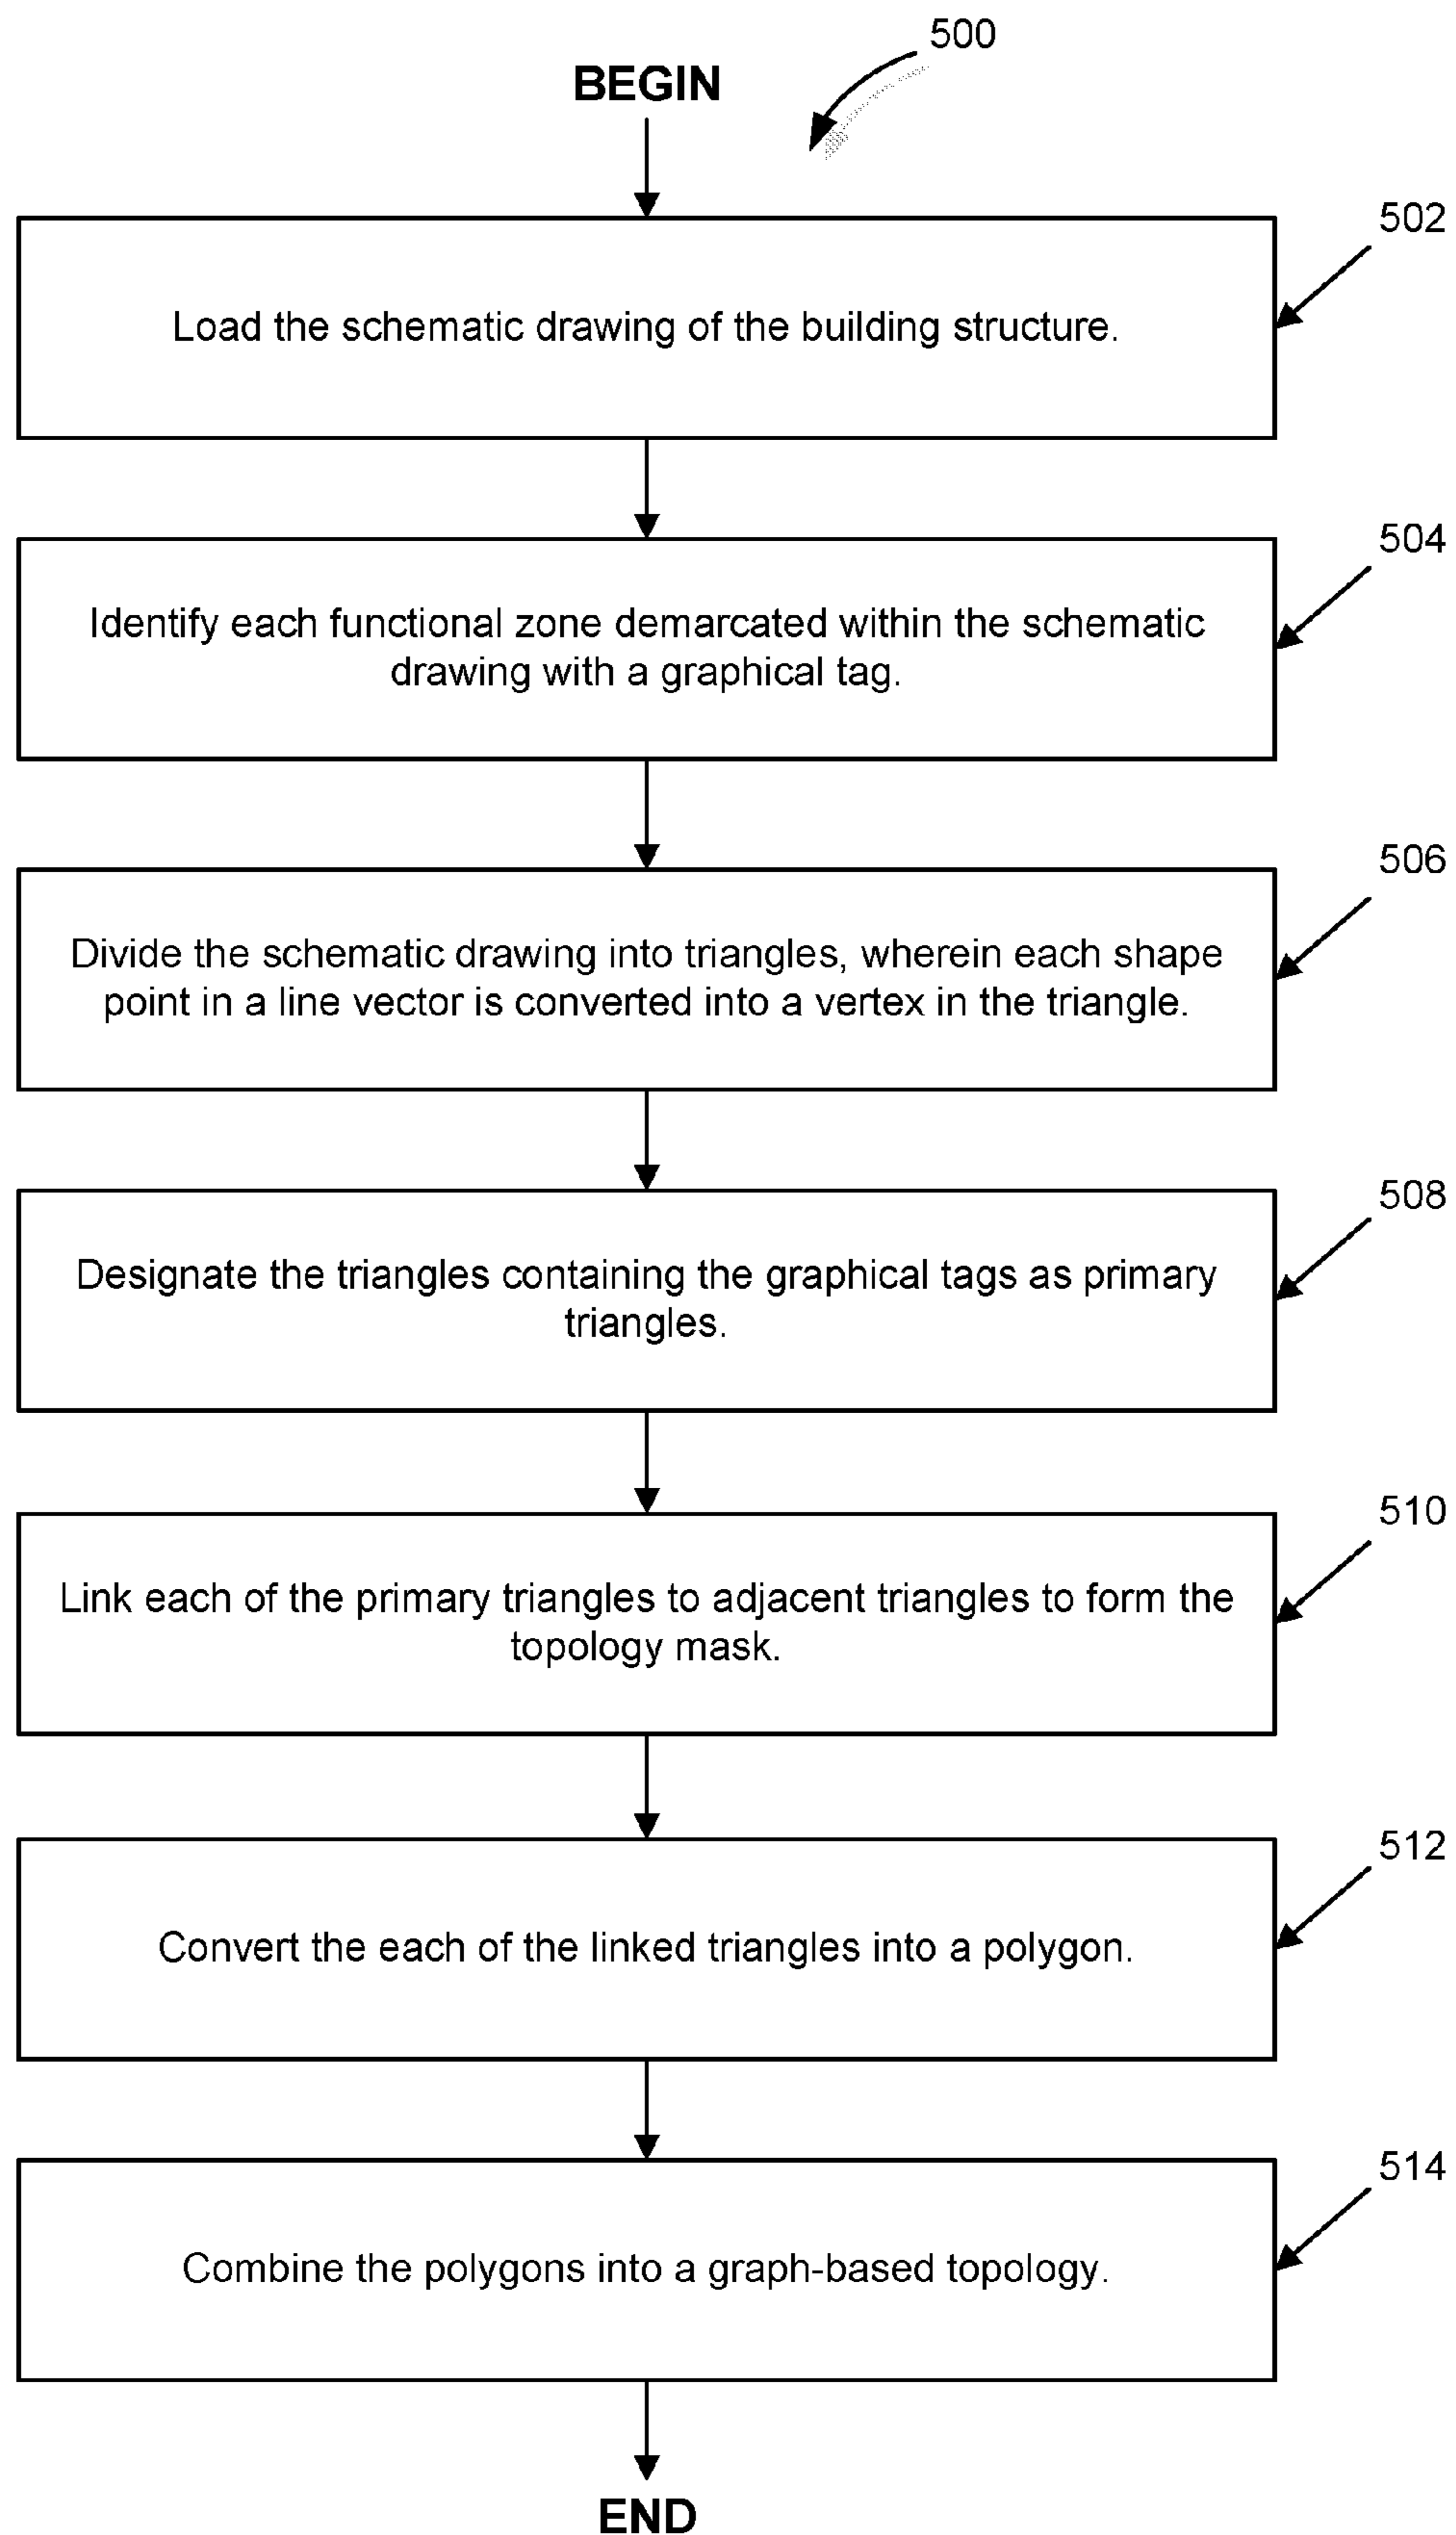 500
BEGIN
502
Load the schematic drawing of the building structure.
504
Identify each functional zone demarcated within the schematic
drawing with a graphical tag.
506
Divide the schematic drawing into triangles, wherein each shape
point in a line vector is converted into a vertex in the triangle.
508
Designate the triangles containing the graphical tags as primary
triangles.
510
Link each of the primary triangles to adjacent triangles to form the
topology mask.
512
Convert the each of the linked triangles into a polygon.
514
Combine the polygons into a graph-based topology.
END